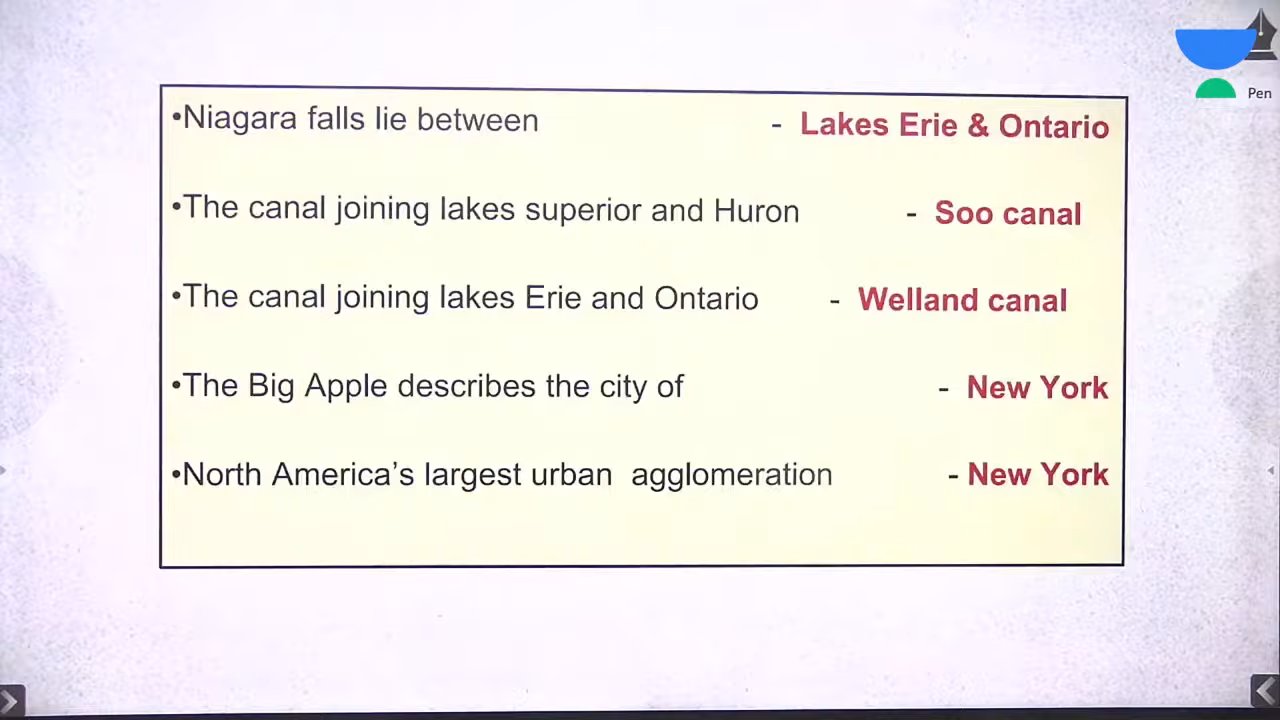 •Niagara falls lie between - Lakes Erie & Ontario
•The canal joining lakes superior and Huron - Soo canal
•The canal joining lakes Erie and Ontario - Welland canal
•The Big Apple describes the city of - New York
•North America’s largest urban agglomeration - New York
Pen